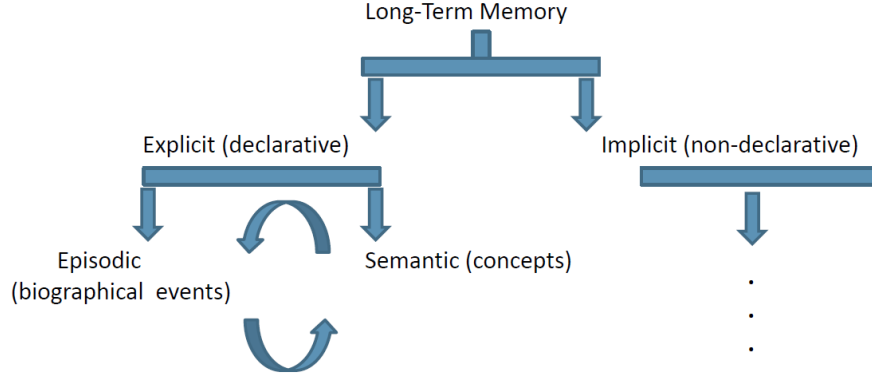 Long-Term Memory
Explicit (declarative)
Implicit (non-declarative)
Episodic
(biographical events)
Semantic (concepts)
.
.
.